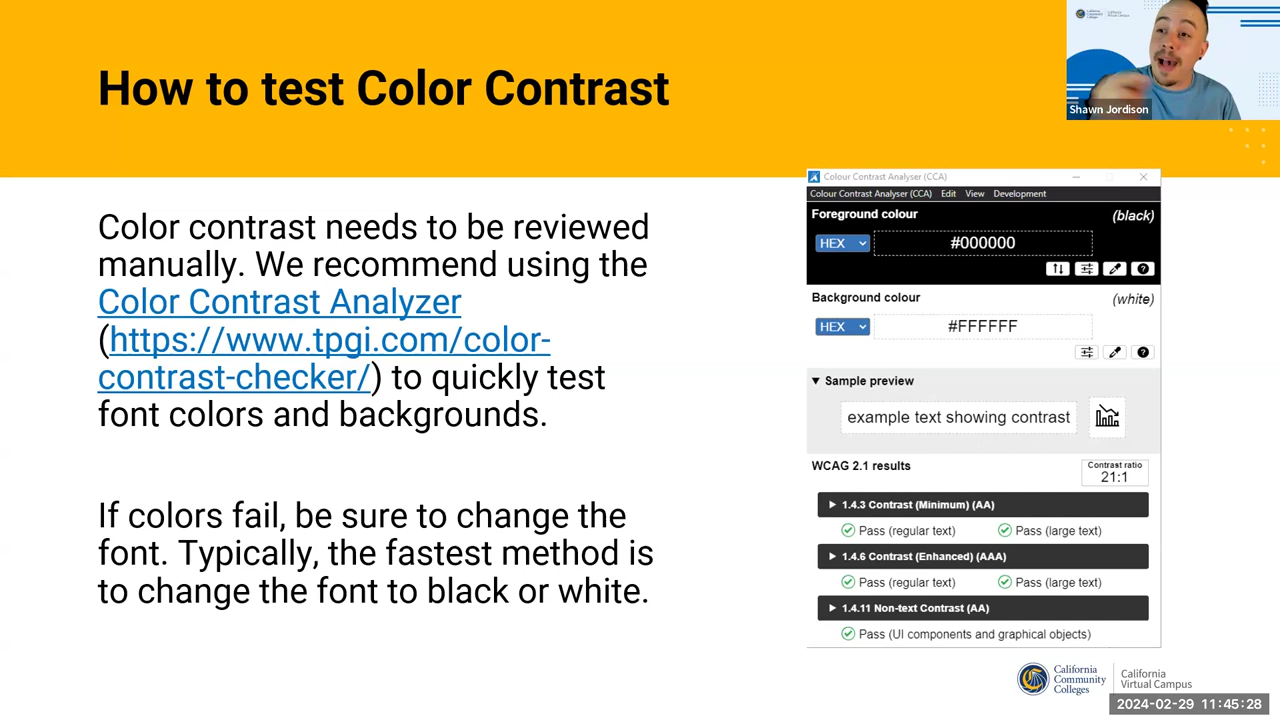 How to test Color Contrast
California
Community
Colleges
California
Virtual Campus
Shawn Jordison
Color contrast needs to be reviewed
manually. We recommend using the
Color Contrast Analyzer
(https://www.tpgi.com/color-
contrast-checker/) to quickly test
font colors and backgrounds.
If colors fail, be sure to change the
font. Typically, the fastest method is
to change the font to black or white.
Colour Contrast Analyser (CCA)
Colour Contrast Analyser (CCA) Edit View Development
Foreground colour (black)
HEX #000000
Background colour (white)
HEX #FFFFFF
Sample preview
example text showing contrast
WCAG 2.1 results
Contrast ratio
21:1
1.4.3 Contrast (Minimum) (AA)
Pass (regular text) Pass (large text)
1.4.6 Contrast (Enhanced) (AAA)
Pass (regular text) Pass (large text)
1.4.11 Non-text Contrast (AA)
Pass (UI components and graphical objects)
California
Community
Colleges
California
Virtual Campus
2024-02-29 11:45:28